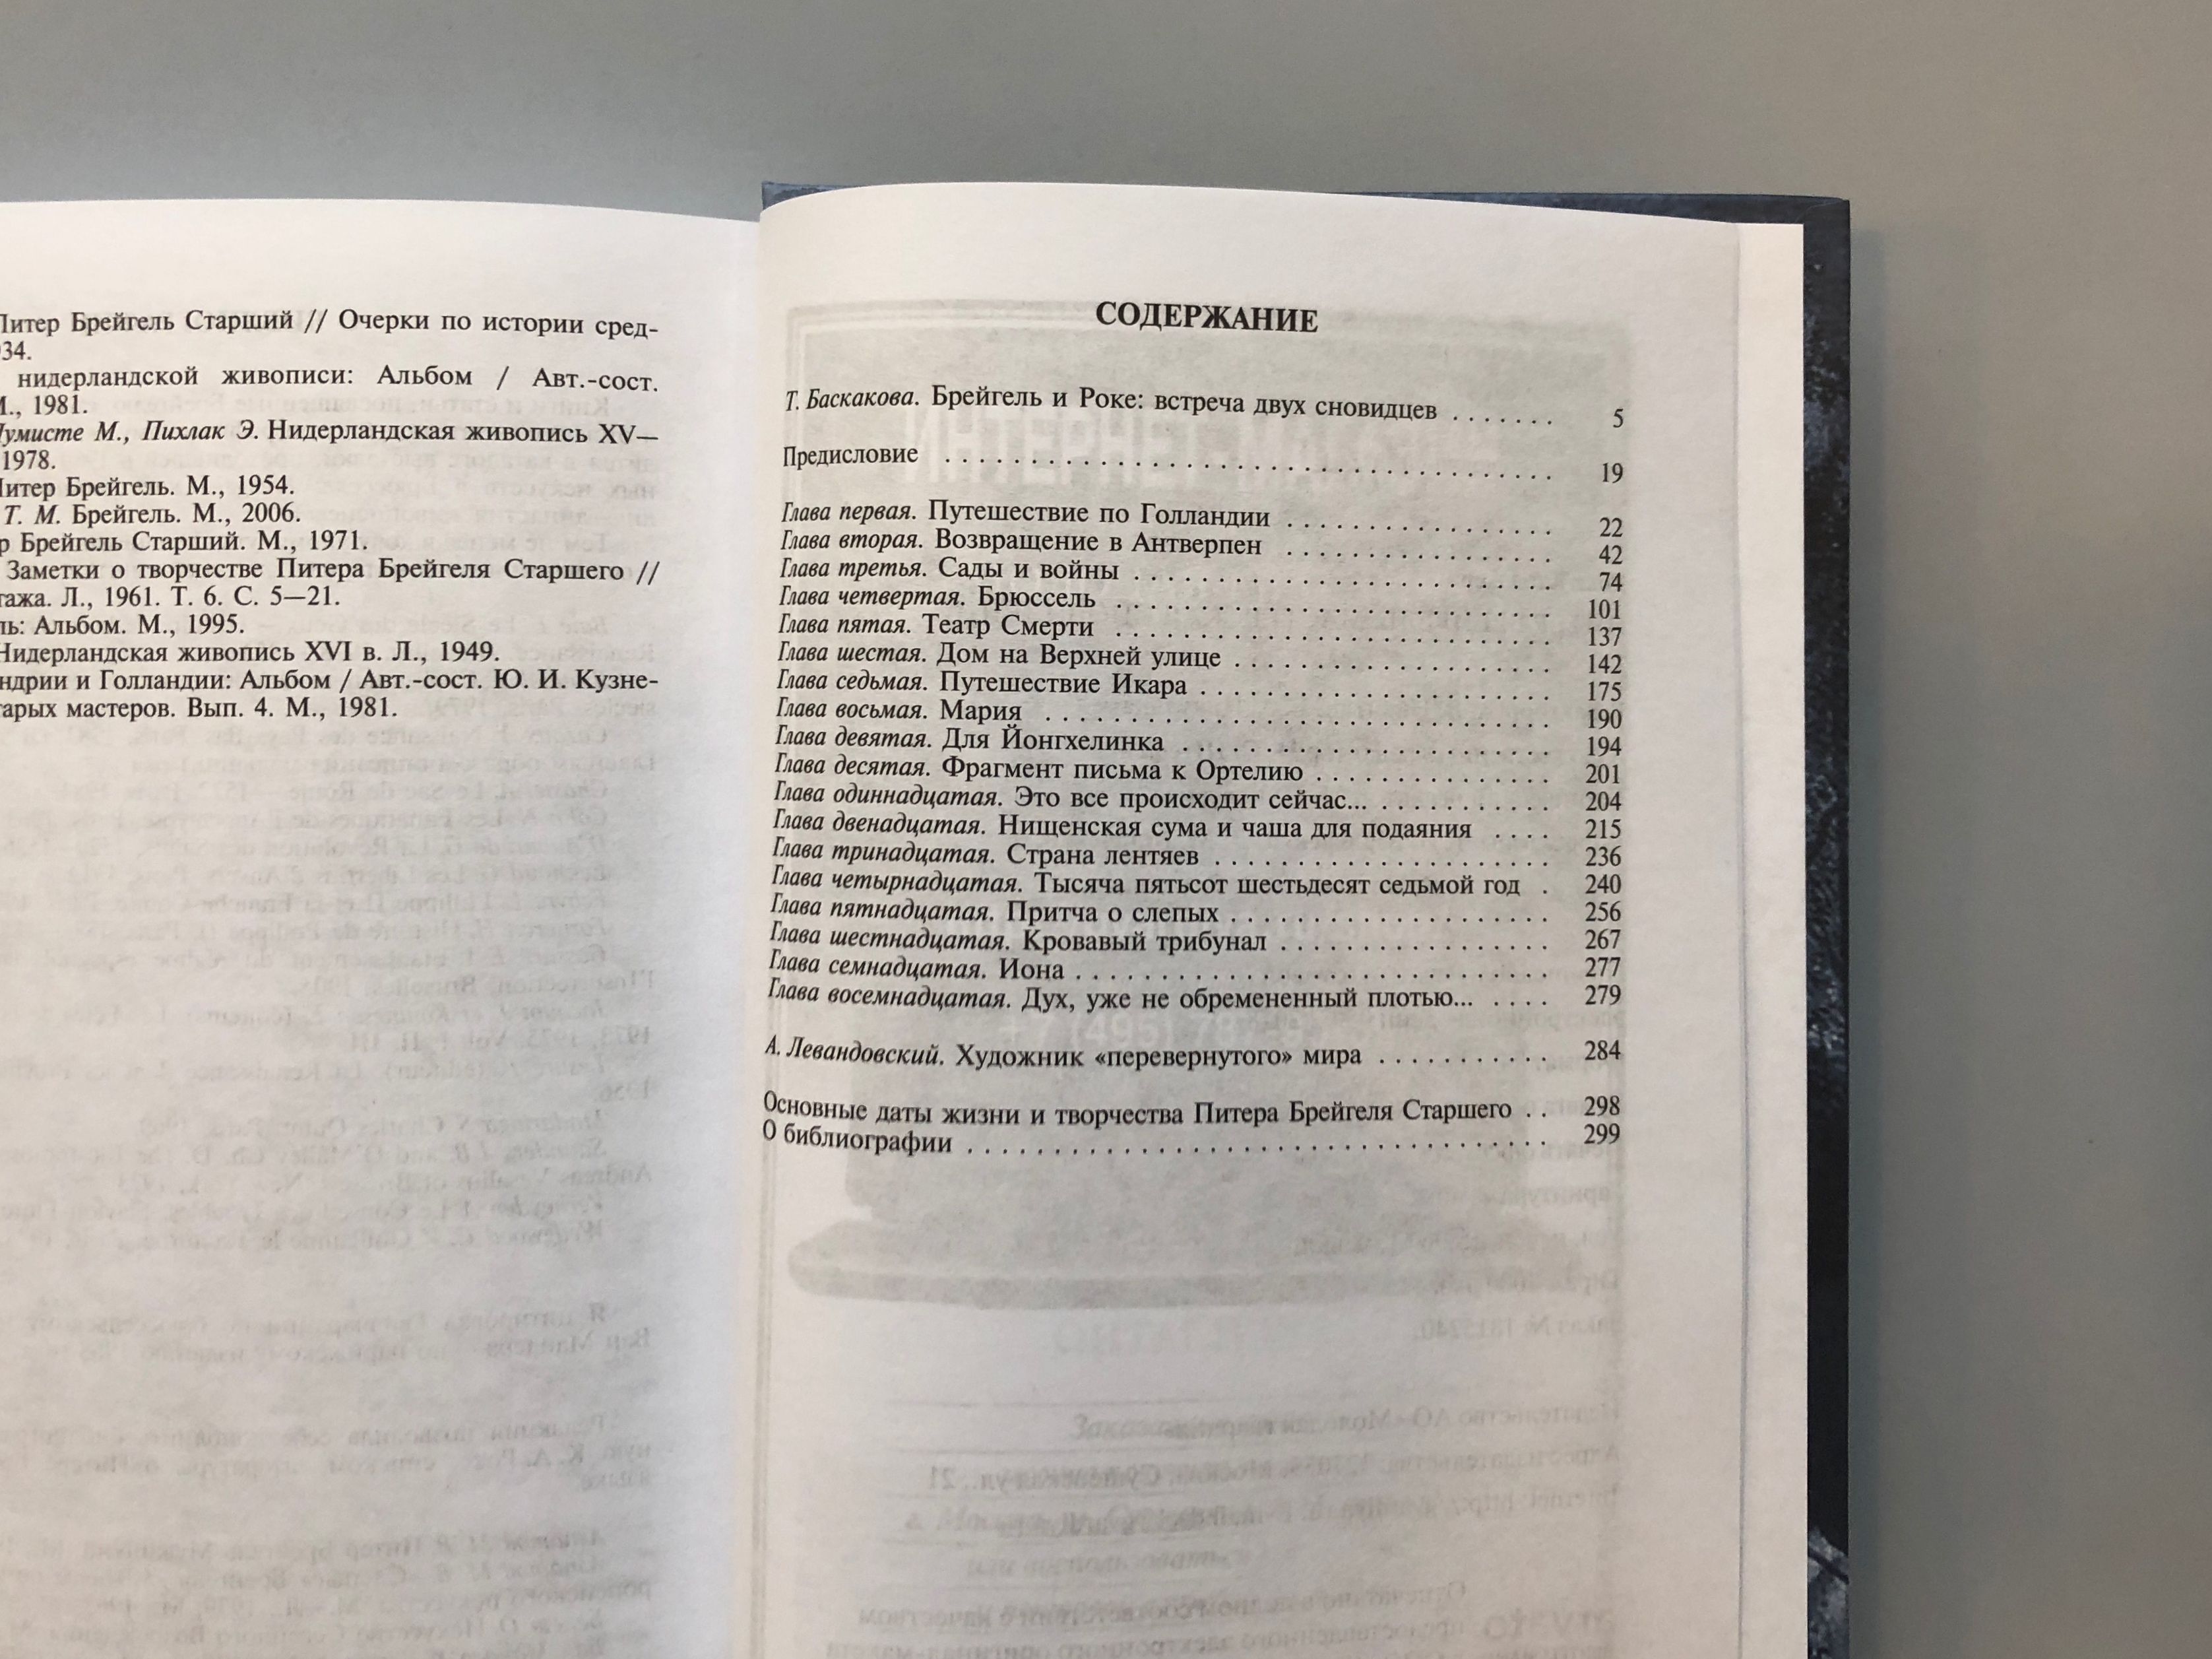 Питер Брейгель Старший // Очерки по истории сред-
34.
нидерландской живописи: Альбом / Авт.-сост.
М., 1981.
М., Пихлак Э. Нидерландская живопись XV—
1978.
Питер Брейгель. М., 1954.
Т. М. Брейгель. М., 2006.
р Брейгель Старший. М., 1971.
Заметки о творчестве Питера Брейгеля Старшего //
тажа. Л., 1961. Т. 6. С. 5—21.
ль: Альбом. М., 1995.
Нидерландская живопись XVI в. Л., 1949.
ндрии и Голландии: Альбом / Авт.-сост. Ю. И. Кузне-
тарых мастеров. Вып. 4. М., 1981.
СОДЕРЖАНИЕ
Т. Баскакова. Брейгель и Роке: встреча двух сновидцев ....... 5
Предисловие ................................ 19
Глава первая. Путешествие по Голландии .............. 22
Глава вторая. Возвращение в Антверпен .............. 42
Глава третья. Сады и войны ...................... 74
Глава четвертая. Брюссель ....................... 101
Глава пятая. Театр Смерти ....................... 137
Глава шестая. Дом на Верхней улице ................ 142
Глава седьмая. Путешествие Икара .................. 175
Глава восьмая. Мария .......................... 190
Глава девятая. Для Йонгхелинка ................... 194
Глава десятая. Фрагмент письма к Ортелию ............ 201
Глава одиннадцатая. Это все происходит сейчас... ......... 204
Глава двенадцатая. Нищенская сума и чаша для подаяния .... 215
Глава тринадцатая. Страна лентяев ................. 236
Глава четырнадцатая. Тысяча пятьсот шестьдесят седьмой год . 240
Глава пятнадцатая. Притча о слепых ................ 256
Глава шестнадцатая. Кровавый трибунал ............. 267
Глава семнадцатая. Иона ........................ 277
Глава восемнадцатая. Дух, уже не обремененный плотью... .... 279
А. Левандовский. Художник «перевернутого» мира ......... 284
Основные даты жизни и творчества Питера Брейгеля Старшего .. 298
О библиографии .............................. 299